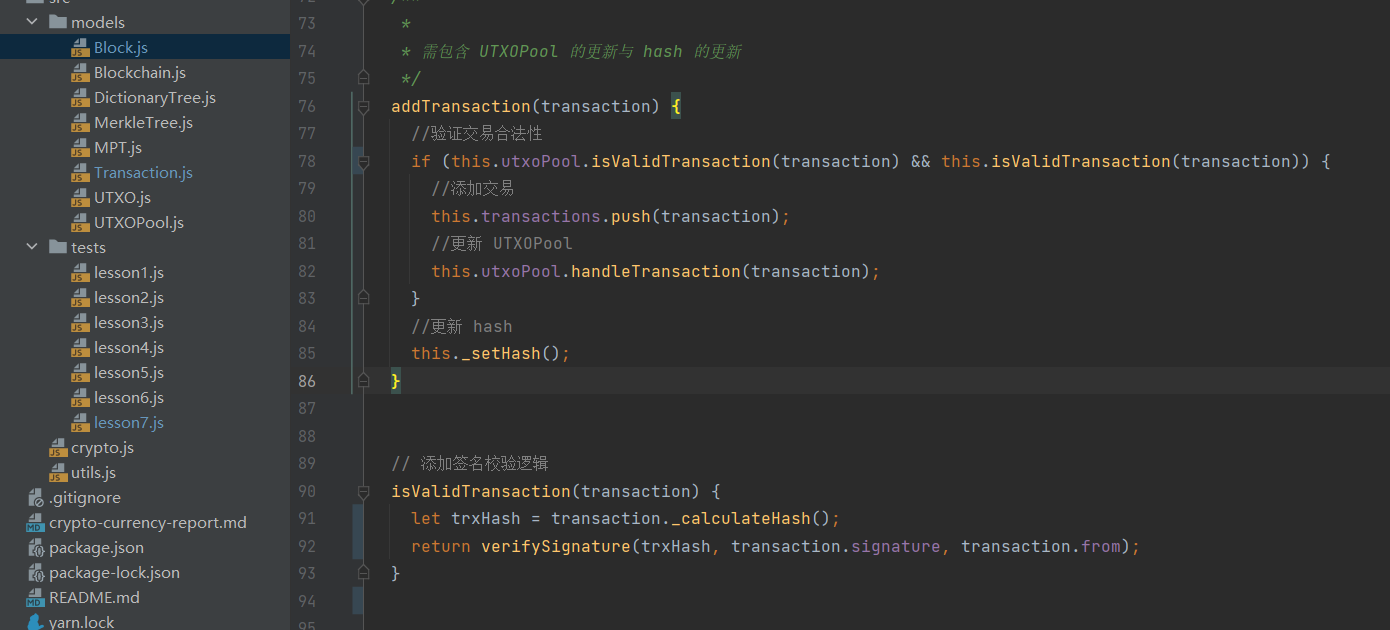 models
Block.js
Blockchain.js
DictionaryTree.js
MerkleTree.js
MPT.js
Transaction.js
UTXO.js
UTXOPool.js
tests
lesson1.js
lesson2.js
lesson3.js
lesson4.js
lesson5.js
lesson6.js
lesson7.js
crypto.js
utils.js
.gitignore
crypto-currency-report.md
package.json
package-lock.json
README.md
yarn.lock
73 *
74 * 需包含 UTXOPool 的更新与 hash 的更新
75 */
76 addTransaction(transaction) {
77 //验证交易合法性
78 if (this.utxoPool.isValidTransaction(transaction) && this.isValidTransaction(transaction)) {
79 //添加交易
80 this.transactions.push(transaction);
81 //更新 UTXOPool
82 this.utxoPool.handleTransaction(transaction);
83 }
84 //更新 hash
85 this._setHash();
86 }
87
88
89 // 添加签名校验逻辑
90 isValidTransaction(transaction) {
91 let trxHash = transaction._calculateHash();
92 return verifySignature(trxHash, transaction.signature, transaction.from);
93 }
94